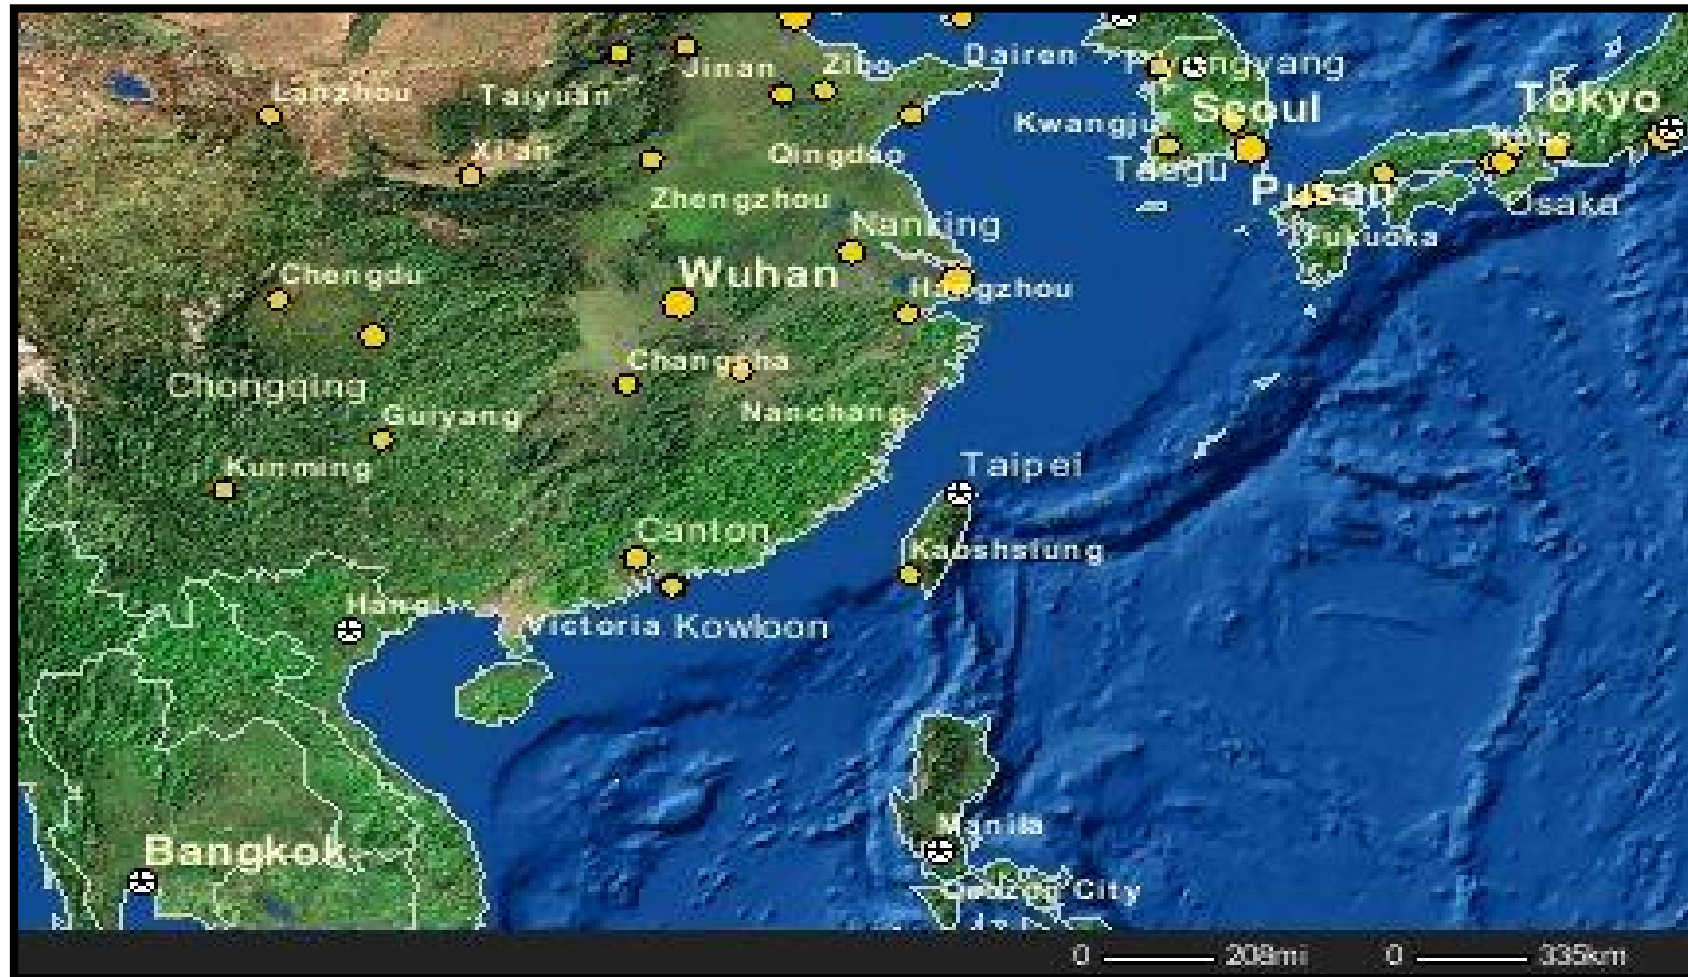 Dairen
Jinan
Zibo
Pyongyang
Lanzhou
Taiyuan
Seoul
Tokyo
Kwangju
Kobe
Xi'an
Qingdao
Taegu
Zhengzhou
Pusan
Osaka
Nanking
Fukuoka
Chengdu
Wuhan
Hangzhou
Changsha
Chongqing
Guiyang
Nanchang
Kunming
Taipei
Canton
Kaoshsiung
Hanoi
Victoria
Kowloon
Manila
Bangkok
Quezon City
0 208mi 0 335km